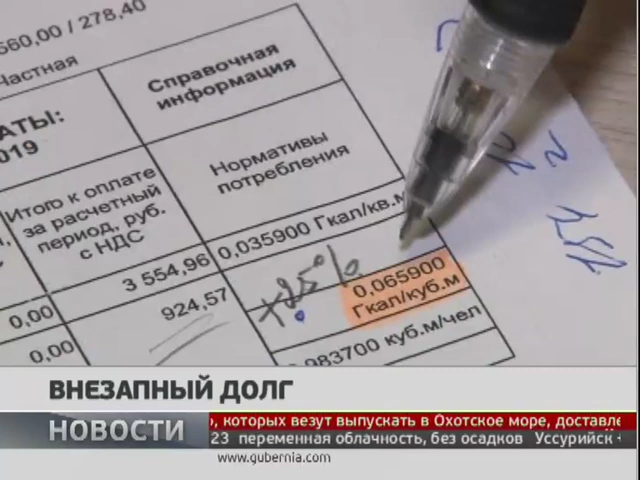 560,00 / 278,40
Частная
Справочная
информация
АТЫ:
019
Нормативы
потребления
Итого к оплате
за расчетный
период, руб.
с НДС
0,035900 Гкал/кв.м
3 554,96
+25%
0,065900
Гкал/куб.м
0,00
924,57
0,00
983700 куб.м/чел
ВНЕЗАПНЫЙ ДОЛГ
НОВОСТИ
, которых везут выпускать в Охотское море, доставле
23 переменная облачность, без осадков Уссурийск +
www.gubernia.com